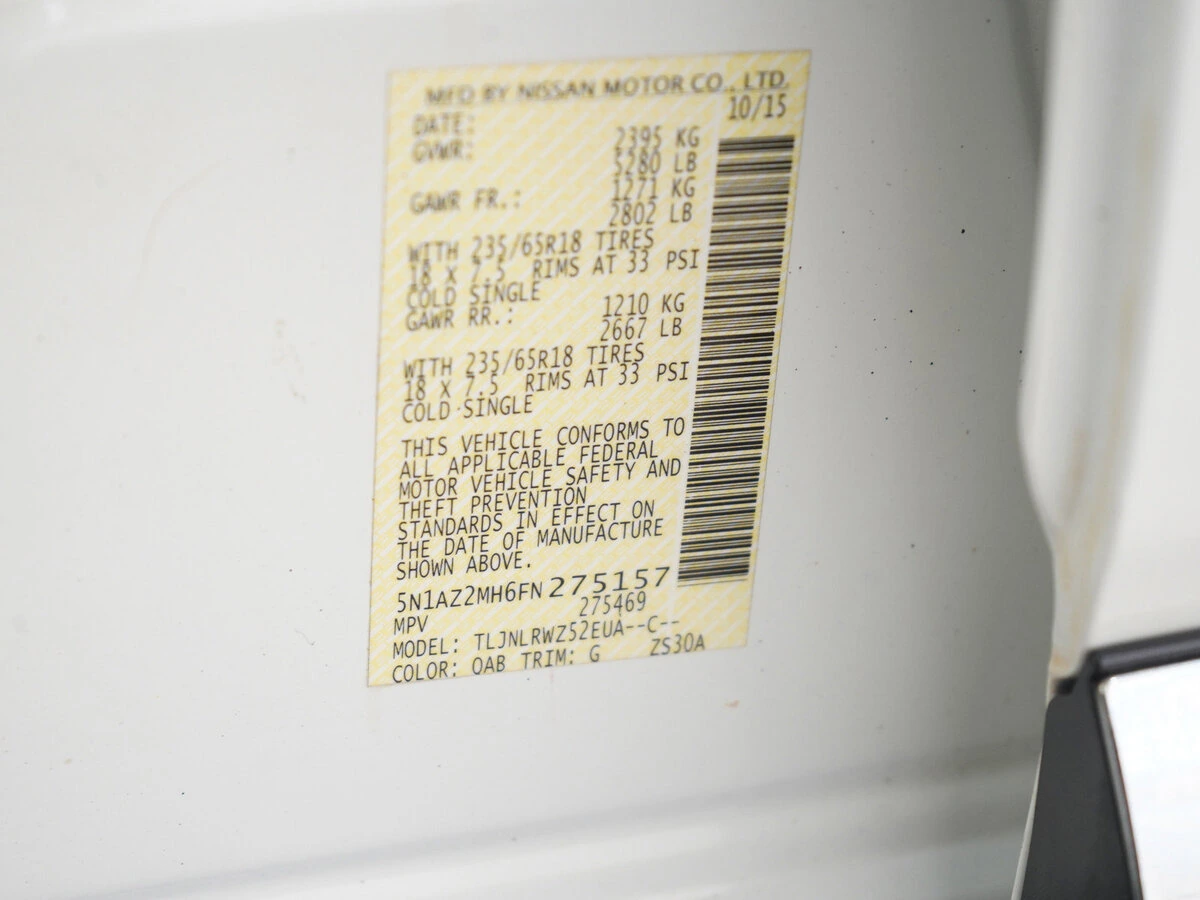 MFD BY NISSAN MOTOR CO., LTD.
DATE: 10/15
GVWR: 2395 KG
5280 LB
GAWR FR.: 1271 KG
2802 LB
WITH 235/65R18 TIRES
18 X 7.5 RIMS AT 33 PSI
COLD SINGLE
GAWR RR.: 1210 KG
2667 LB
WITH 235/65R18 TIRES
18 X 7.5 RIMS AT 33 PSI
COLD SINGLE
THIS VEHICLE CONFORMS TO
ALL APPLICABLE FEDERAL
MOTOR VEHICLE SAFETY AND
THEFT PREVENTION
STANDARDS IN EFFECT ON
THE DATE OF MANUFACTURE
SHOWN ABOVE.
5N1AZ2MH6FN275157
275469
MPV
MODEL: TLJNLRWZ52EUA--C--
COLOR: QAB TRIM: G ZS30A